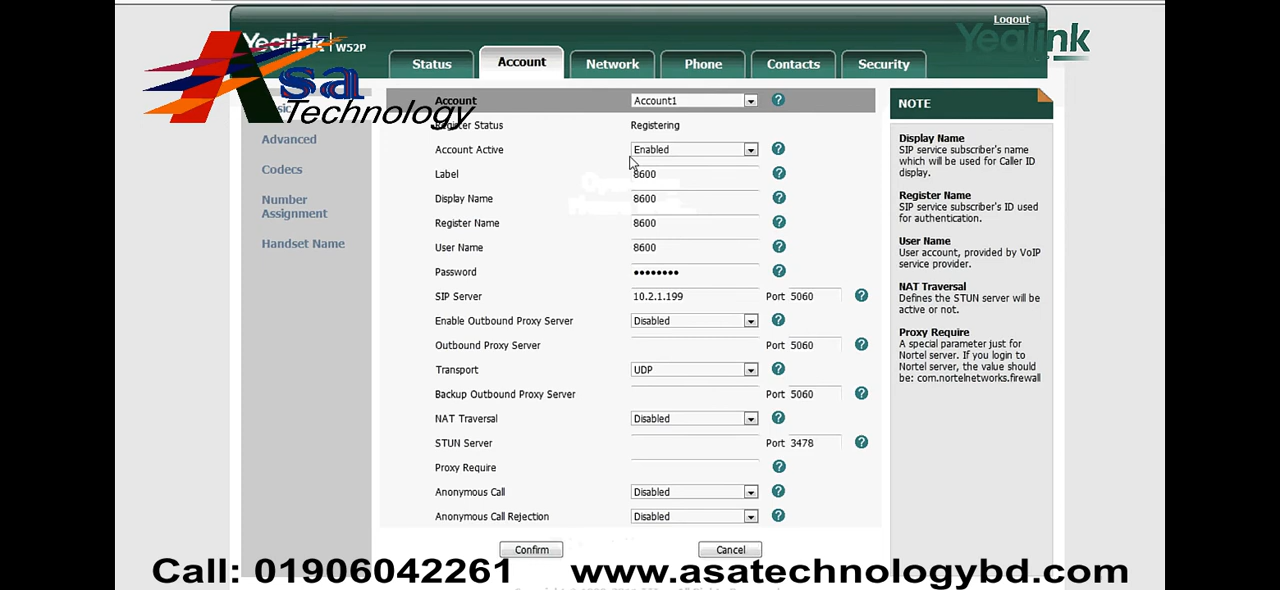 Logout
Yealink | W52P
Yealink
Status Account Network Phone Contacts Security
Asa
Technology
Advanced
Codecs
Number
Assignment
Handset Name
Account Account1 ?
Register Status Registering
Account Active Enabled ?
Label 8600 ?
Display Name 8600 ?
Register Name 8600 ?
User Name 8600 ?
Password •••••••• ?
SIP Server 10.2.1.199 Port 5060 ?
Enable Outbound Proxy Server Disabled ?
Outbound Proxy Server Port 5060 ?
Transport UDP ?
Backup Outbound Proxy Server Port 5060 ?
NAT Traversal Disabled ?
STUN Server Port 3478 ?
Proxy Require ?
Anonymous Call Disabled ?
Anonymous Call Rejection Disabled ?
Confirm Cancel
NOTE
Display Name
SIP service subscriber's name
which will be used for Caller ID
display.
Register Name
SIP service subscriber's ID used
for authentication.
User Name
User account, provided by VoIP
service provider.
NAT Traversal
Defines the STUN server will be
active or not.
Proxy Require
A special parameter just for
Nortel server. If you login to
Nortel server, the value should
be: com.nortelnetworks.firewall
Call: 01906042261 www.asatechnologybd.com